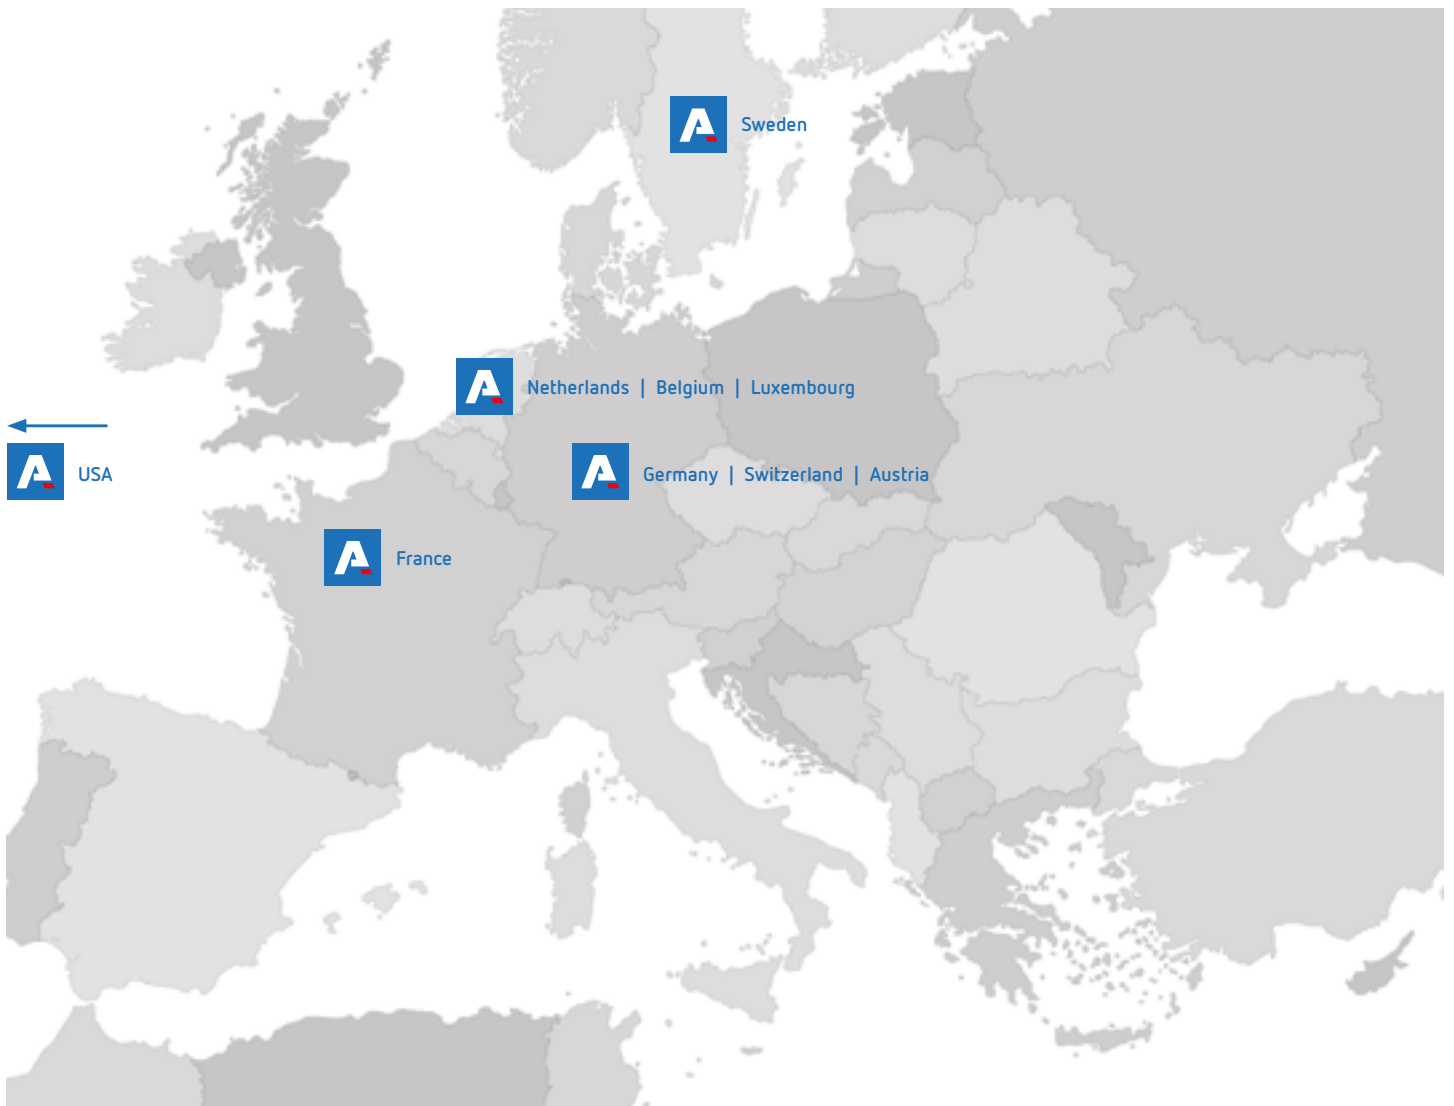 Sweden
Netherlands | Belgium | Luxembourg
USA
Germany | Switzerland | Austria
France